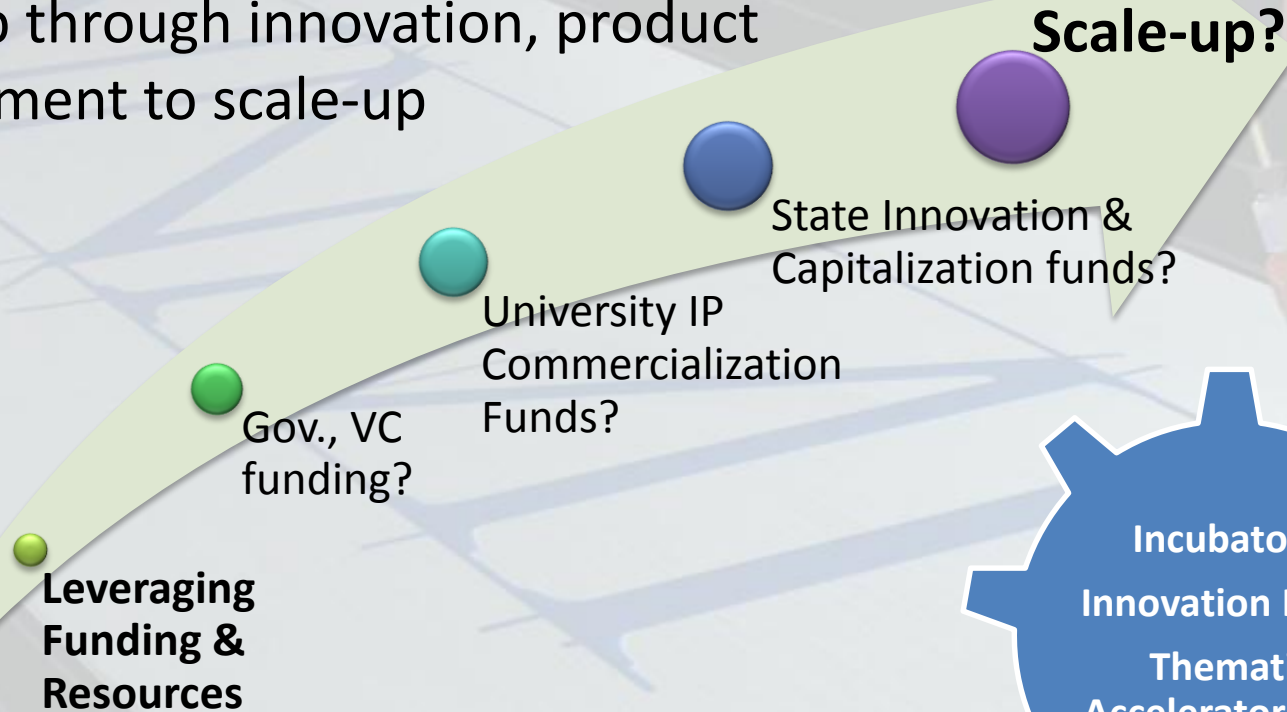 through innovation, product
ment to scale-up
Scale-up?
State Innovation &
Capitalization funds?
University IP
Commercialization
Funds?
Gov., VC
funding?
Leveraging
Funding &
Resources
Incubato
Innovation
Themat
Accelerator